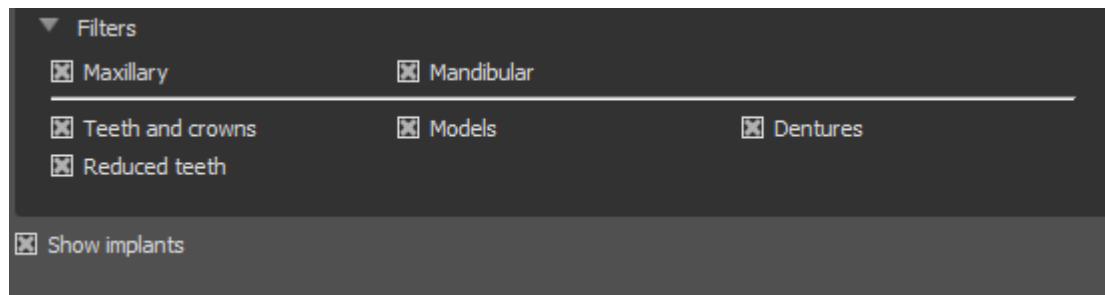 Filters
Maxillary Mandibular
Teeth and crowns Models Dentures
Reduced teeth
Show implants